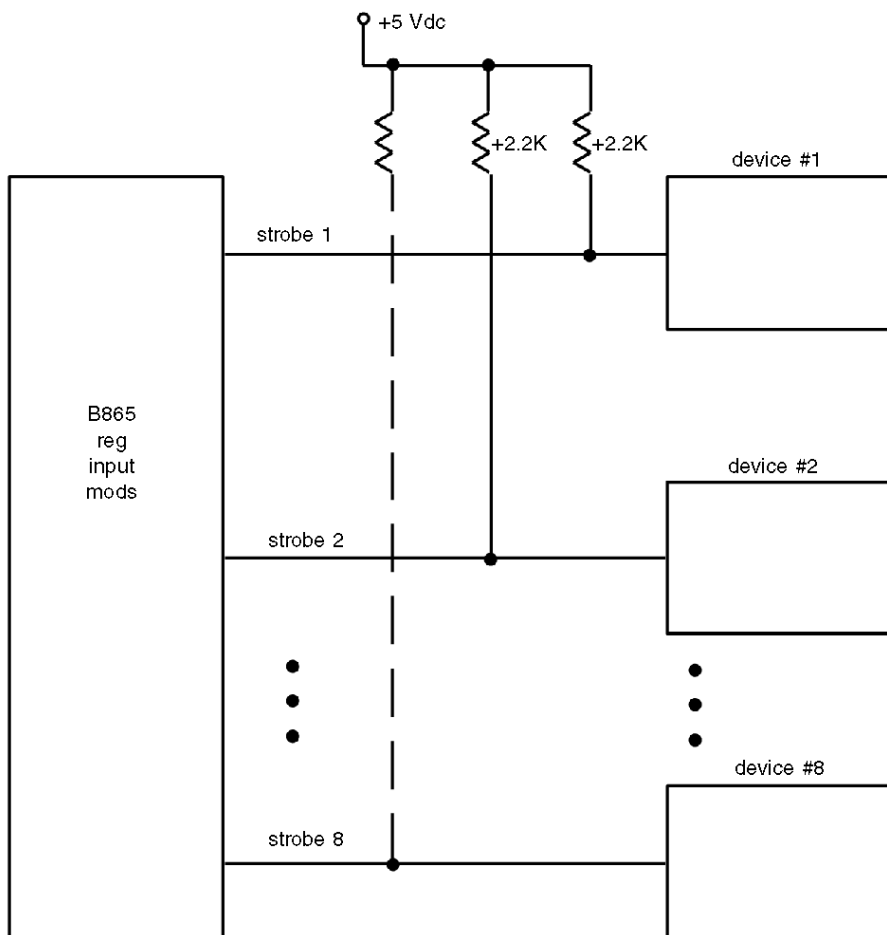 +5 Vdc
+2.2K
+2.2K
device #1
strobe 1
B865
reg
input
mods
device #2
strobe 2
device #8
strobe 8